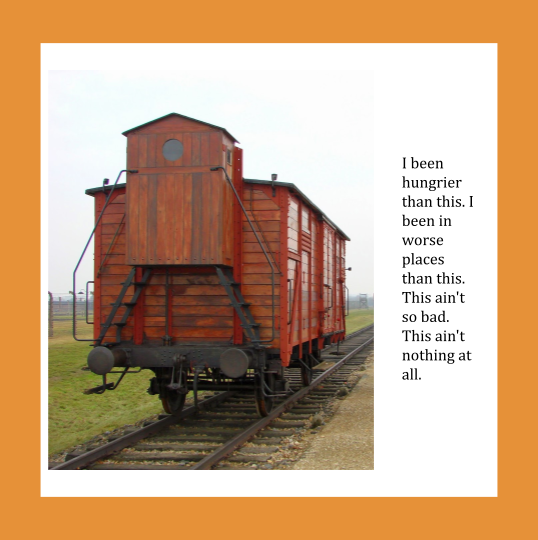 I been
hungrier
than this. I
been in
worse
places
than this.
This ain't
so bad.
This ain't
nothing at
all.